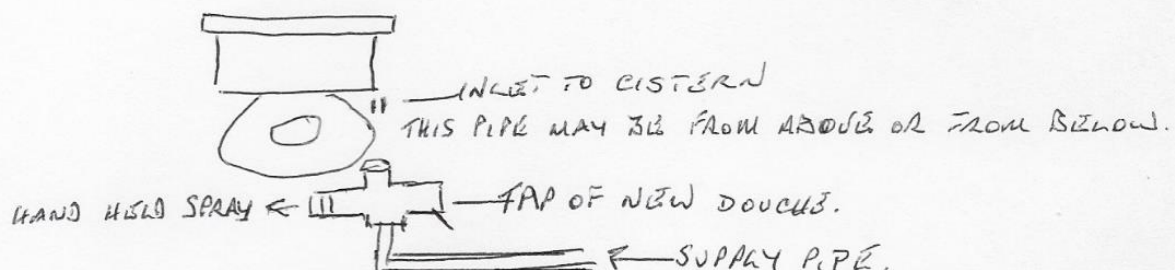 INLET TO CISTERN
THIS PIPE MAY BE FROM ABOVE OR FROM BELOW.
HAND HELD SPRAY
TAP OF NEW DOUCHE.
SUPPLY PIPE.